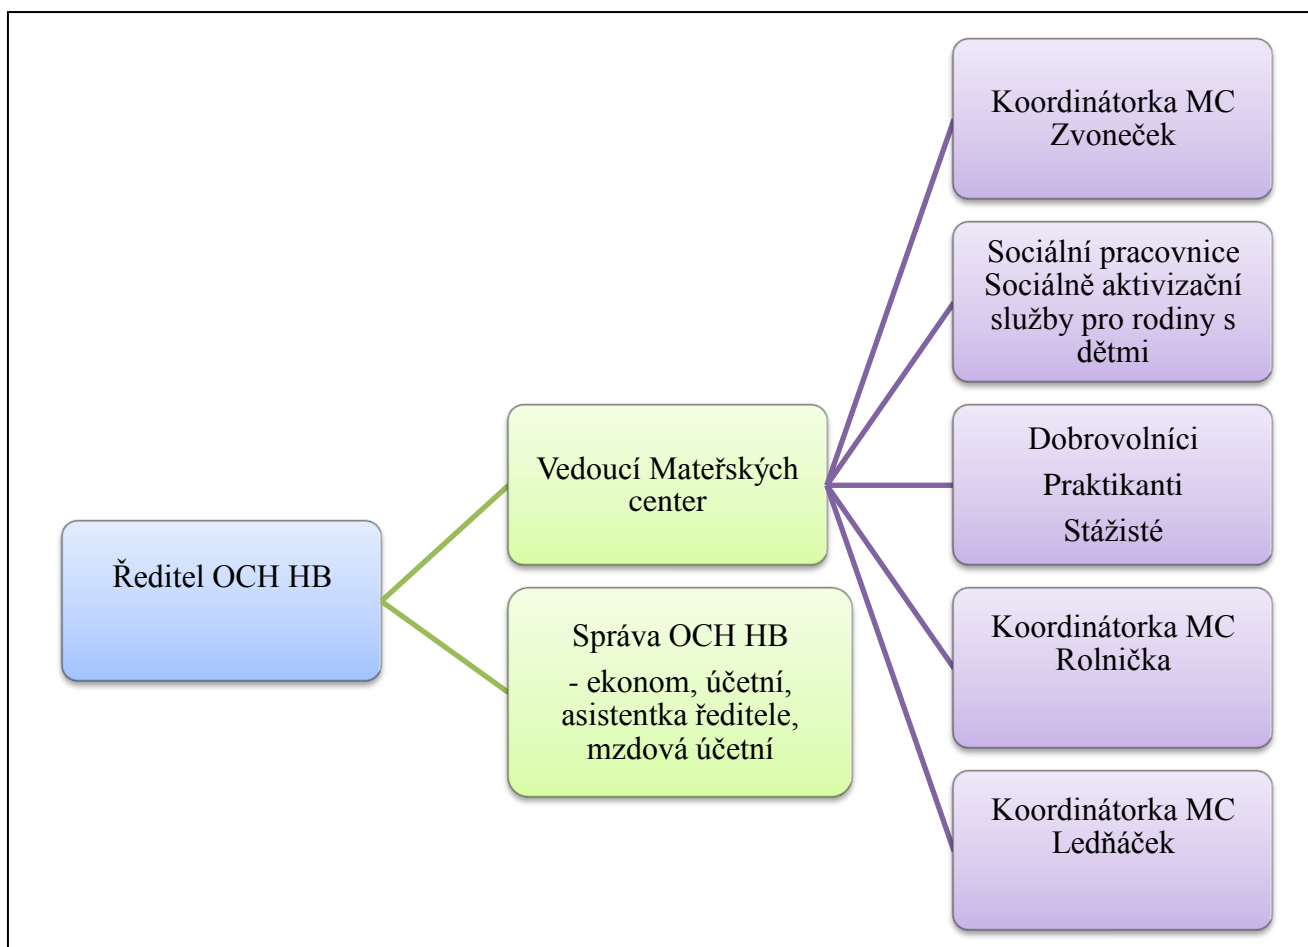 Ředitel OCH HB
Vedoucí Mateřských
center
Správa OCH HB
- ekonom, účetní,
asistentka ředitele,
mzdová účetní
Koordinátorka MC
Zvoneček
Sociální pracovnice
Sociálně aktivizační
služby pro rodiny s
dětmi
Dobrovolníci
Praktikanti
Stážisté
Koordinátorka MC
Rolnička
Koordinátorka MC
Ledňáček